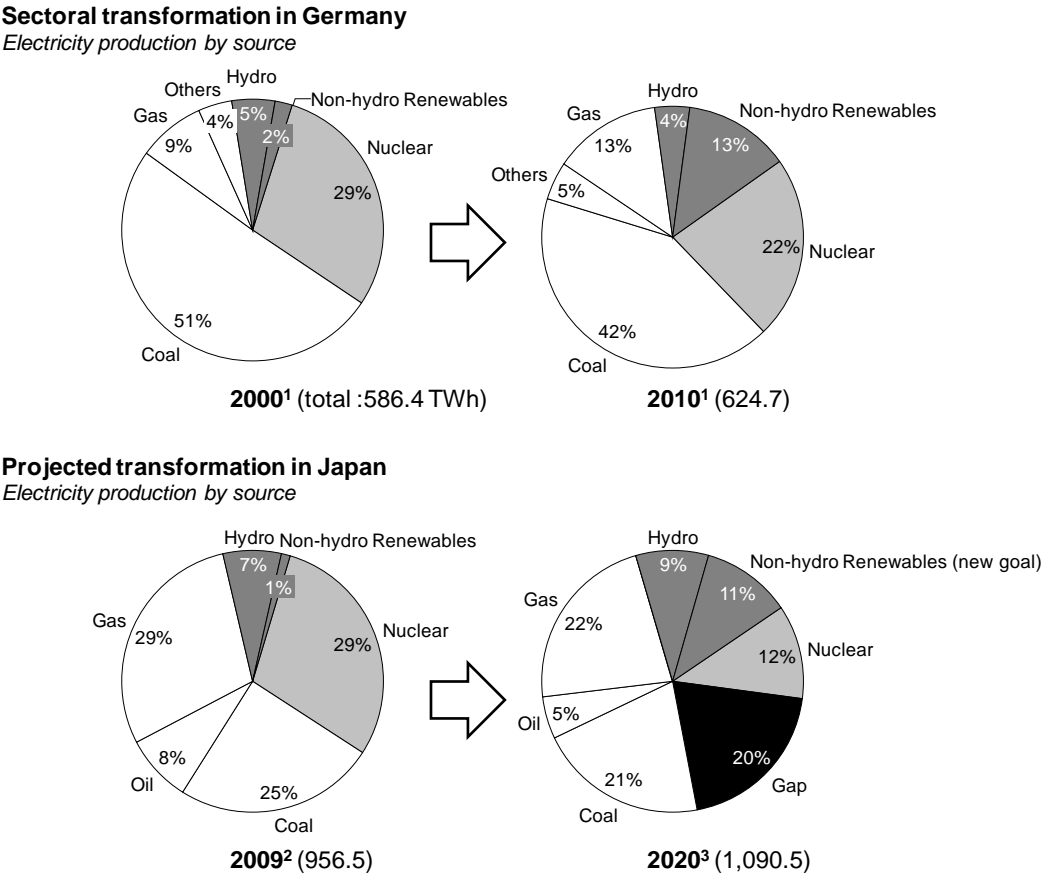 Sectoral transformation in Germany
Electricity production by source
Hydro
Others
Non-hydro Renewables
Gas
4%
5%
2%
9%
Nuclear
29%
51%
Coal
2000¹ (total :586.4 TWh)
Hydro
Gas
Non-hydro Renewables
4%
13%
13%
Others
5%
22%
Nuclear
42%
Coal
2010¹ (624.7)
Projected transformation in Japan
Electricity production by source
Hydro
Non-hydro Renewables
7%
1%
Gas
29%
Nuclear
29%
8%
Oil
25%
Coal
2009² (956.5)
Hydro
Non-hydro Renewables (new goal)
9%
11%
Gas
22%
12%
Nuclear
Oil
5%
20%
21%
Gap
Coal
2020³ (1,090.5)